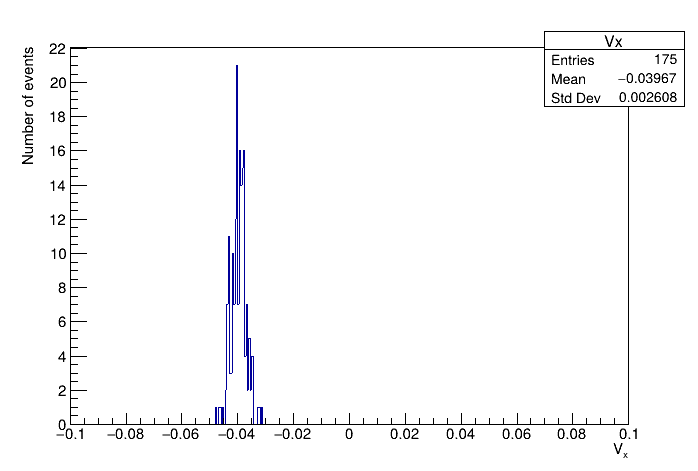 Vx
Entries 175
Mean −0.03967
Std Dev 0.002608
Number of events
22
20
18
16
14
12
10
8
6
4
2
0
−0.1 −0.08 −0.06 −0.04 −0.02 0 0.02 0.04 0.06 0.08 0.1
Vx